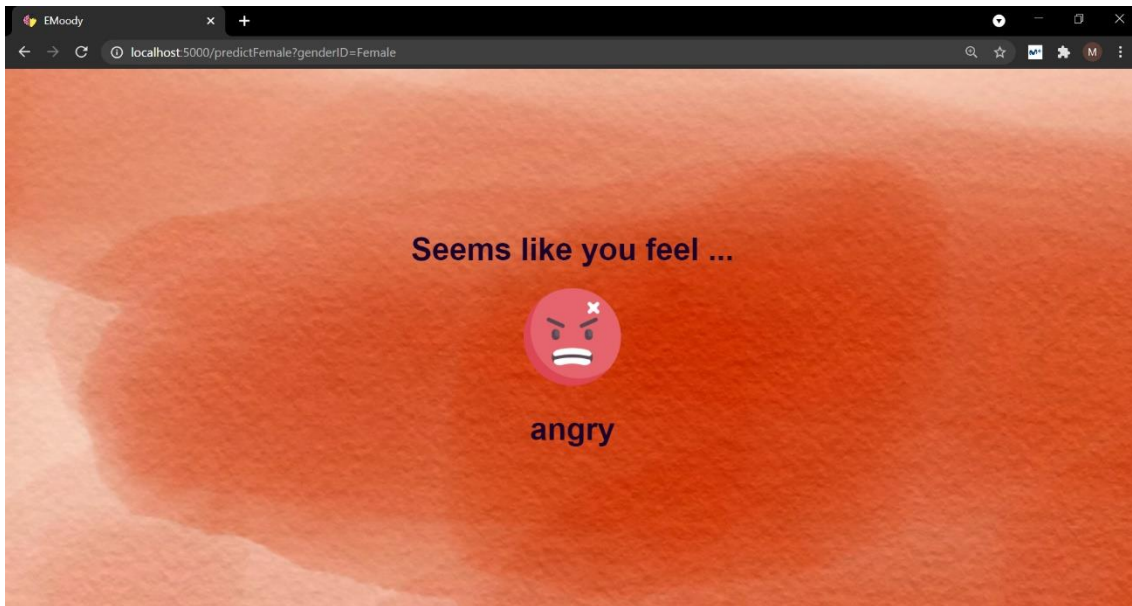 EMoody
localhost:5000/predictFemale?genderID=Female
M
Seems like you feel ...
angry